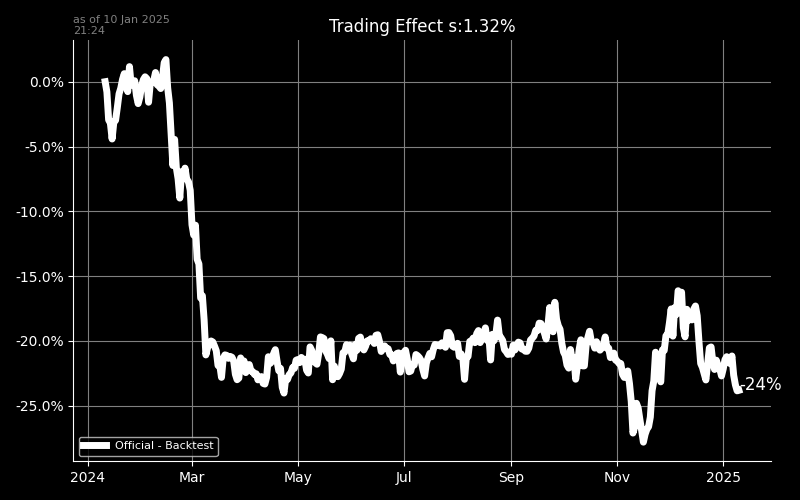 as of 10 Jan 2025
21:24
Trading Effect s:1.32%
0.0%
-5.0%
-10.0%
-15.0%
-20.0%
-25.0%
-24%
Official - Backtest
2024 Mar May Jul Sep Nov 2025